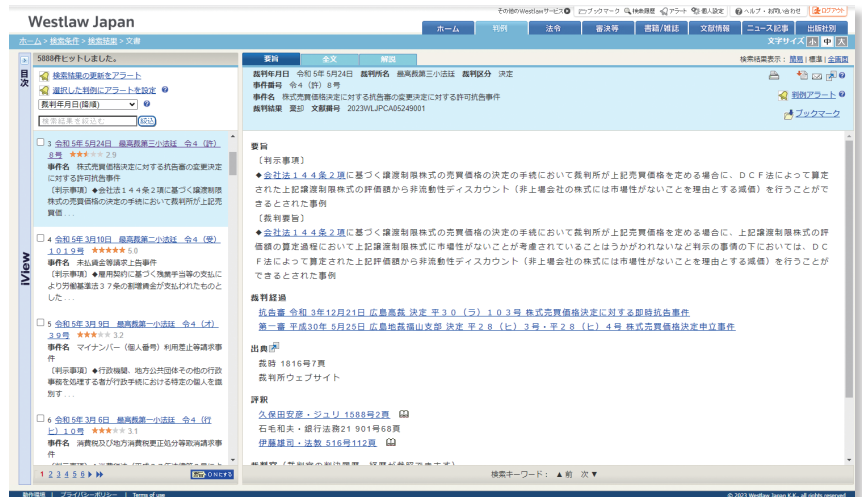 その他のWestlawサービス ブックマーク 検索履歴 アラート 個人設定 ヘルプ・お問い合わせ ログアウト
Westlaw Japan
ホーム 判例 法令 審決等 書籍/雑誌 文献情報 ニュース記事 出版社別
ホーム > 検索条件 > 検索結果 > 文書
文字サイズ 小 中 大
目次
iView
5888件ヒットしました。
検索結果の更新をアラート
選択した判例にアラートを設定
裁判年月日(降順)
検索結果を絞込む 絞込
3 令和 5年 5月24日 最高裁第三小法廷 令4(許)
8号 ★★★★★ 2.9
事件名 株式売買価格決定に対する抗告審の変更決定
に対する許可抗告事件
〔判示事項〕◆会社法144条2項に基づく譲渡制限
株式の売買価格の決定の手続において裁判所が上記売
買価...
4 令和 5年 3月10日 最高裁第二小法廷 令4(受)
1019号 ★★★★★ 5.0
事件名 未払賃金等請求上告事件
〔判示事項〕◆雇用契約に基づく残業手当等の支払に
より労働基準法37条の割増賃金が支払われたものと
した...
5 令和 5年 3月 9日 最高裁第一小法廷 令4(オ)
39号 ★★★★★ 3.2
事件名 マイナンバー(個人番号)利用差止等請求事
件
〔判示事項〕◆行政機関、地方公共団体その他の行政
事務を処理する者が行政手続における特定の個人を識
別す...
6 令和 5年 3月 6日 最高裁第一小法廷 令4(行
ヒ)10号 ★★★★★ 3.1
事件名 消費税及び地方消費税更正処分等取消請求事
件
1 2 3 4 5 6
要旨 全文 解説
検索結果表示: 簡易 | 標準 | 全画面
裁判年月日 令和 5年 5月24日 裁判所名 最高裁第三小法廷 裁判区分 決定
事件番号 令4(許)8号
事件名 株式売買価格決定に対する抗告審の変更決定に対する許可抗告事件
裁判結果 棄却 文献番号 2023WLJPCA05249001
判例アラート
ブックマーク
要旨
〔判示事項〕
◆会社法144条2項に基づく譲渡制限株式の売買価格の決定の手続において裁判所が上記売買価格を定める場合に、DCF法によって算定
された上記譲渡制限株式の評価額から非流動性ディスカウント(非上場会社の株式には市場性がないことを理由とする減価)を行うことがで
きるとされた事例
〔裁判要旨〕
◆会社法144条2項に基づく譲渡制限株式の売買価格の決定の手続において裁判所が上記売買価格を定める場合に、上記譲渡制限株式の評
価額の算定過程において上記譲渡制限株式に市場性がないことが考慮されていることはうかがわれないなど判示の事情の下においては、DC
F法によって算定された上記評価額から非流動性ディスカウント(非上場会社の株式には市場性がないことを理由とする減価)を行うことが
できるとされた事例
裁判経過
抗告審 令和 3年12月21日 広島高裁 決定 平30(ラ)103号 株式売買価格決定に対する即時抗告事件
第一審 平成30年 5月25日 広島地裁福山支部 決定 平28(ヒ)3号・平28(ヒ)4号 株式売買価格決定申立事件
出典
裁時 1816号7頁
裁判所ウェブサイト
評釈
久保田安彦・ジュリ 1588号2頁
石毛和夫・銀行法務21 901号68頁
伊藤雄司・法教 516号112頁
検索キーワード: ▲前 次▼
動作環境 | プライバシーポリシー | Terms of use
© 2023 Westlaw Japan K.K., all rights reserved